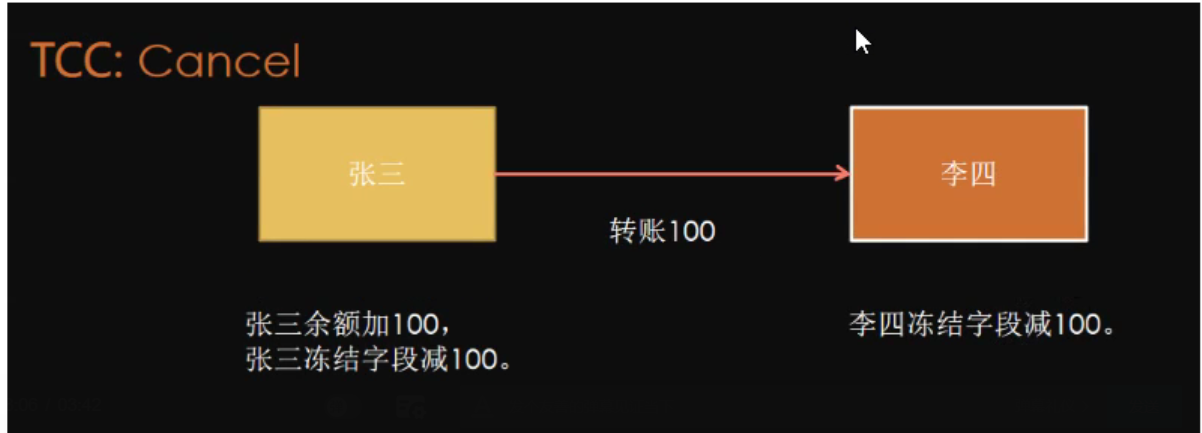 TCC: Cancel
张三
李四
转账100
张三余额加100，
张三冻结字段减100。
李四冻结字段减100。